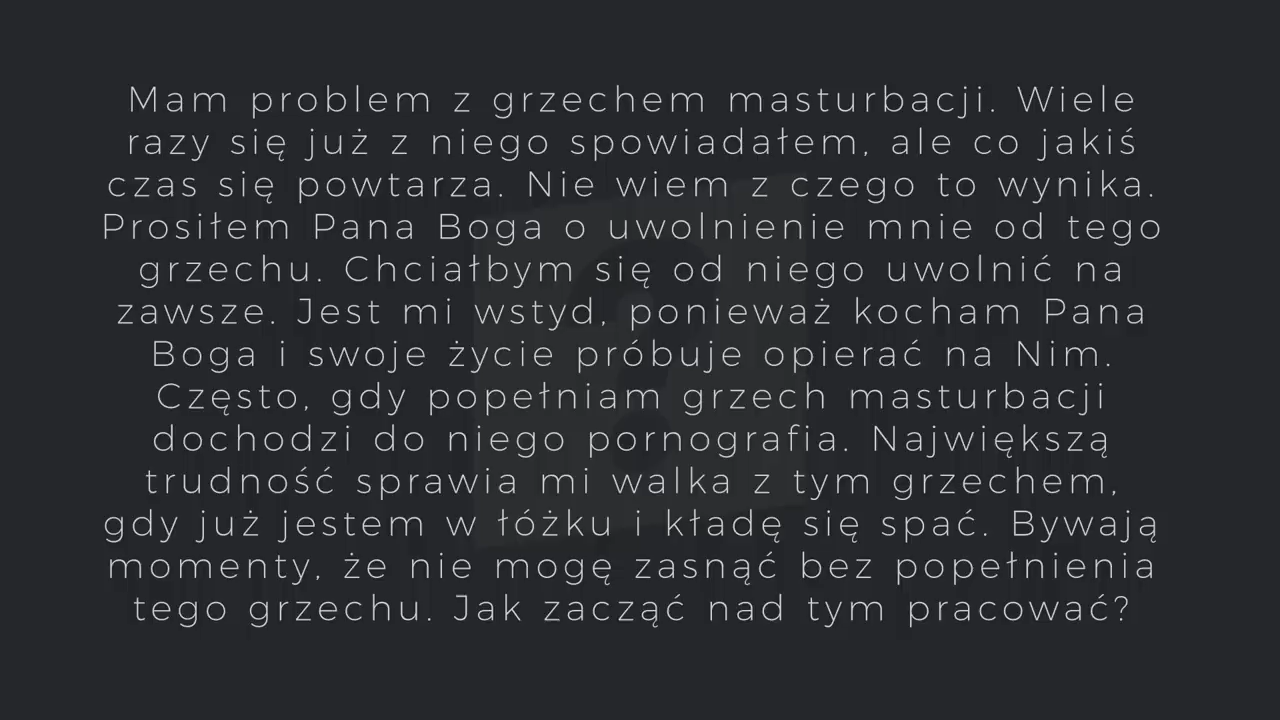 Mam problem z grzechem masturbacji. Wiele
razy się już z niego spowiadałem, ale co jakiś
czas się powtarza. Nie wiem z czego to wynika.
Prosiłem Pana Boga o uwolnienie mnie od tego
grzechu. Chciałbym się od niego uwolnić na
zawsze. Jest mi wstyd, ponieważ kocham Pana
Boga i swoje życie próbuje opierać na Nim.
Często, gdy popełniam grzech masturbacji
dochodzi do niego pornografia. Największą
trudność sprawia mi walka z tym grzechem,
gdy już jestem w łóżku i kładę się spać. Bywają
momenty, że nie mogę zasnąć bez popełnienia
tego grzechu. Jak zacząć nad tym pracować?